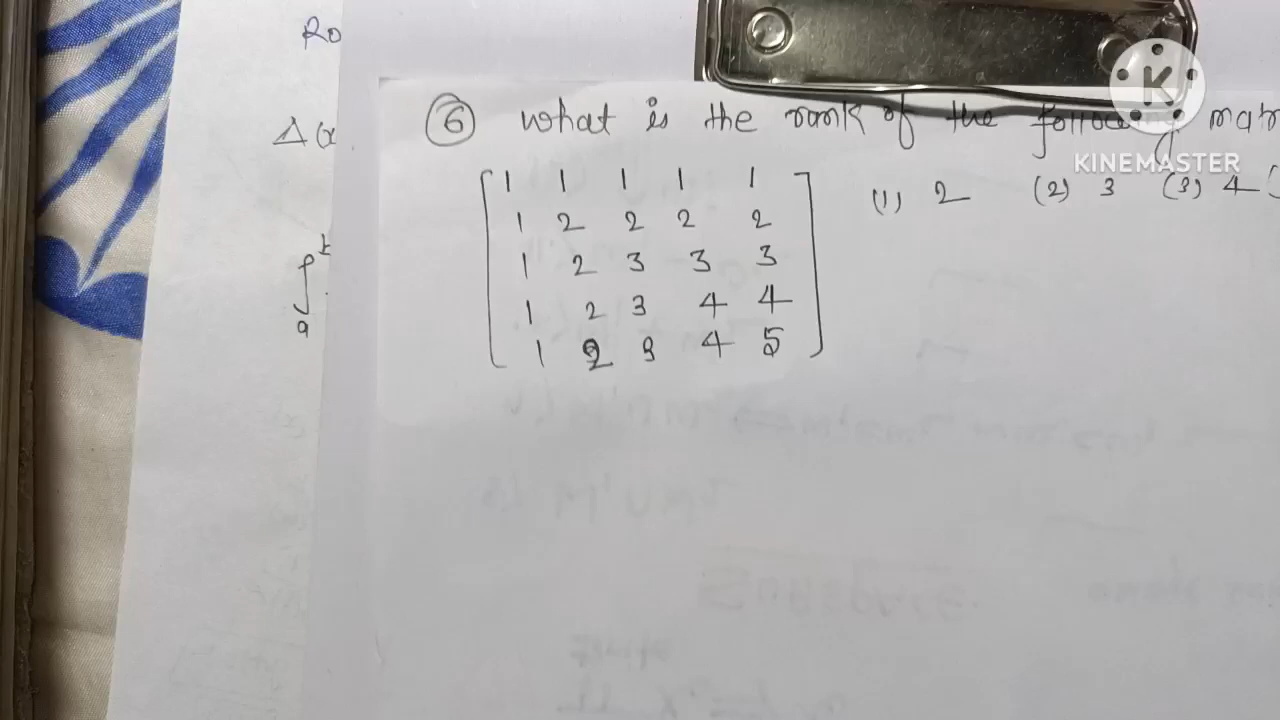 Ro
⑥ What is the rank of the following matr
Δ(x
K
KINEMASTER
1 1 1 1 1
(1) 2 (2) 3 (3) 4 (
1 2 2 2 2
1 2 3 3 3
1 2 3 4 4
1 2 3 4 5
∫
a